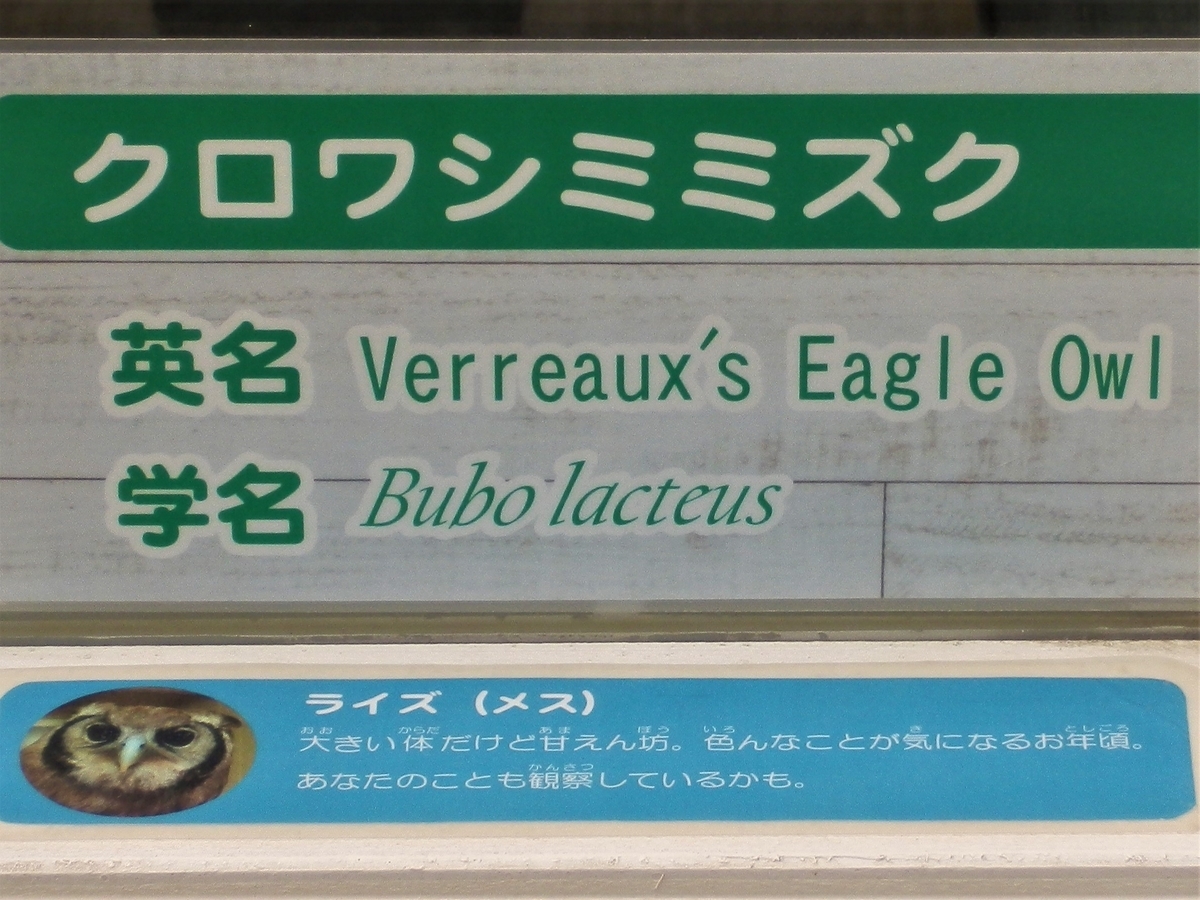 クロワシミミズク
英名 Verreaux's Eagle Owl
学名 Bubo lacteus
ライズ（メス）
大きい体だけど甘えん坊。色んなことが気になるお年頃。
あなたのことも観察しているかも。